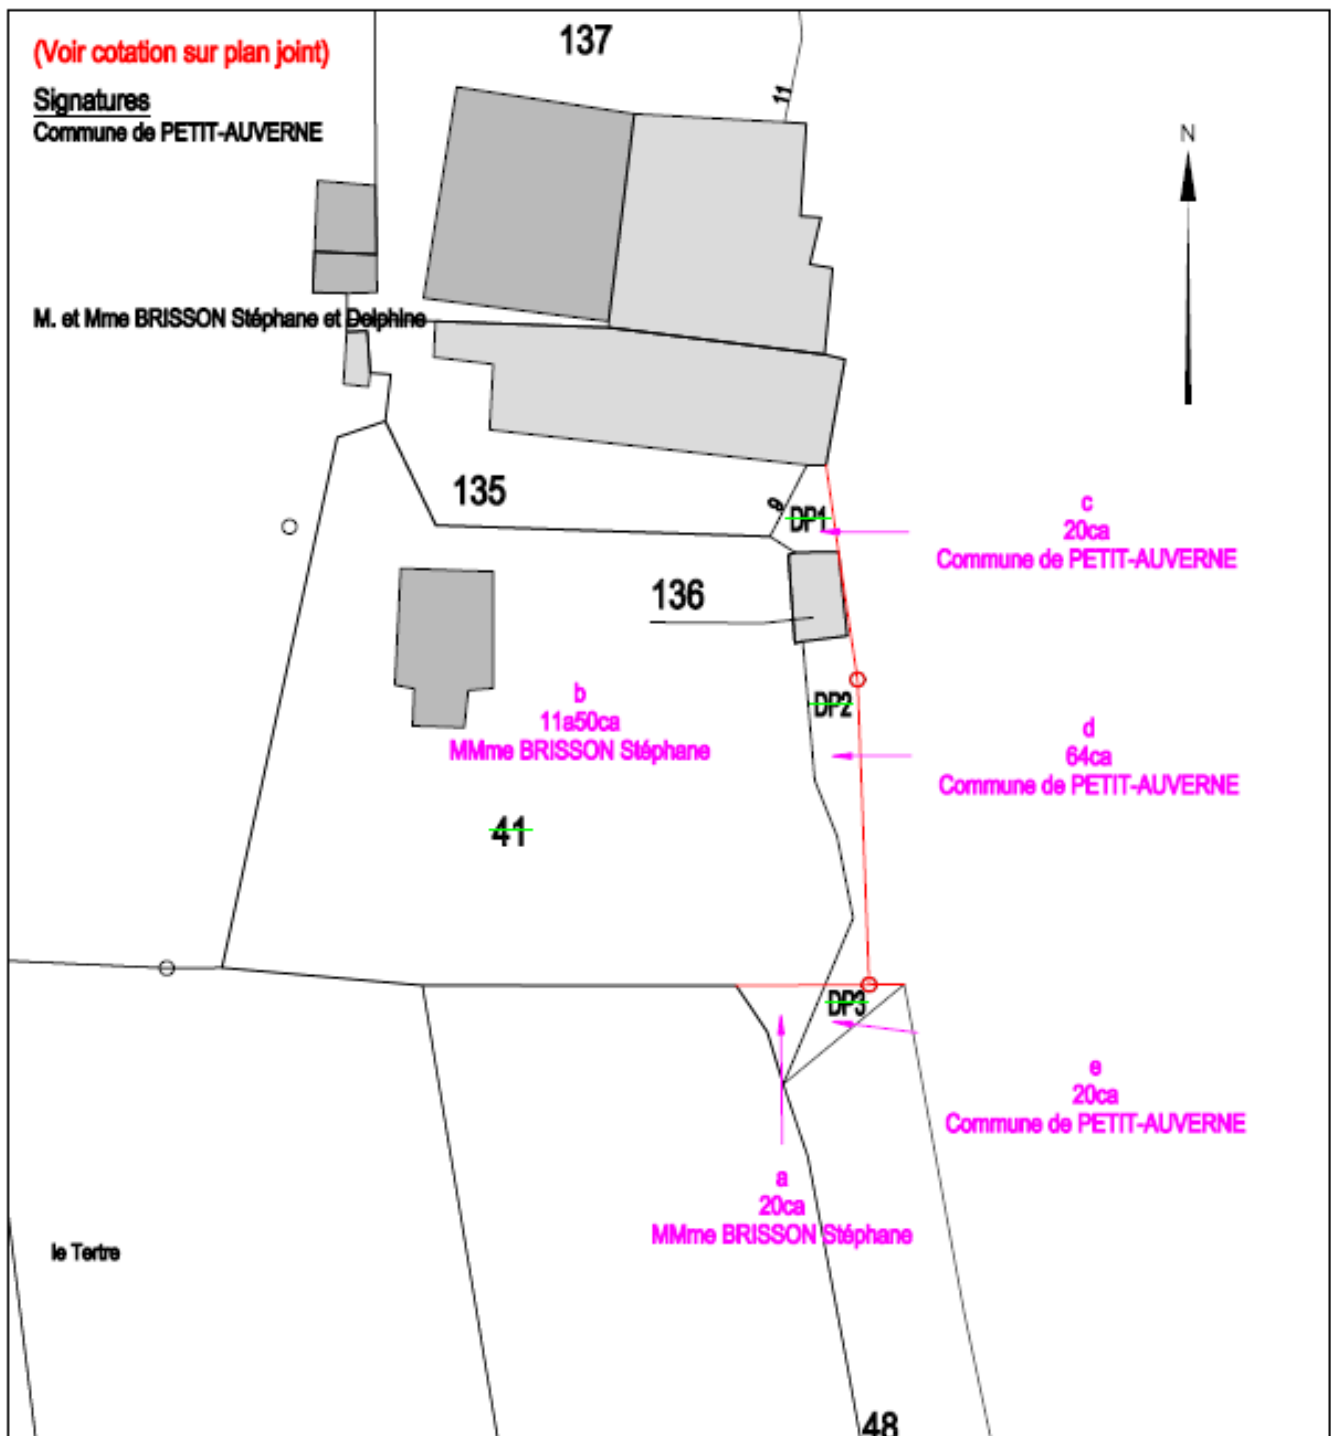 (Voir cotation sur plan joint)
Signatures
Commune de PETIT-AUVERNE
137
11
N
M. et Mme BRISSON Stéphane et Delphine
135
9
DP1
c
20ca
Commune de PETIT-AUVERNE
136
DP2
b
11a50ca
MMme BRISSON Stéphane
d
64ca
Commune de PETIT-AUVERNE
41
DP3
e
20ca
Commune de PETIT-AUVERNE
a
20ca
MMme BRISSON Stéphane
le Tertre
48